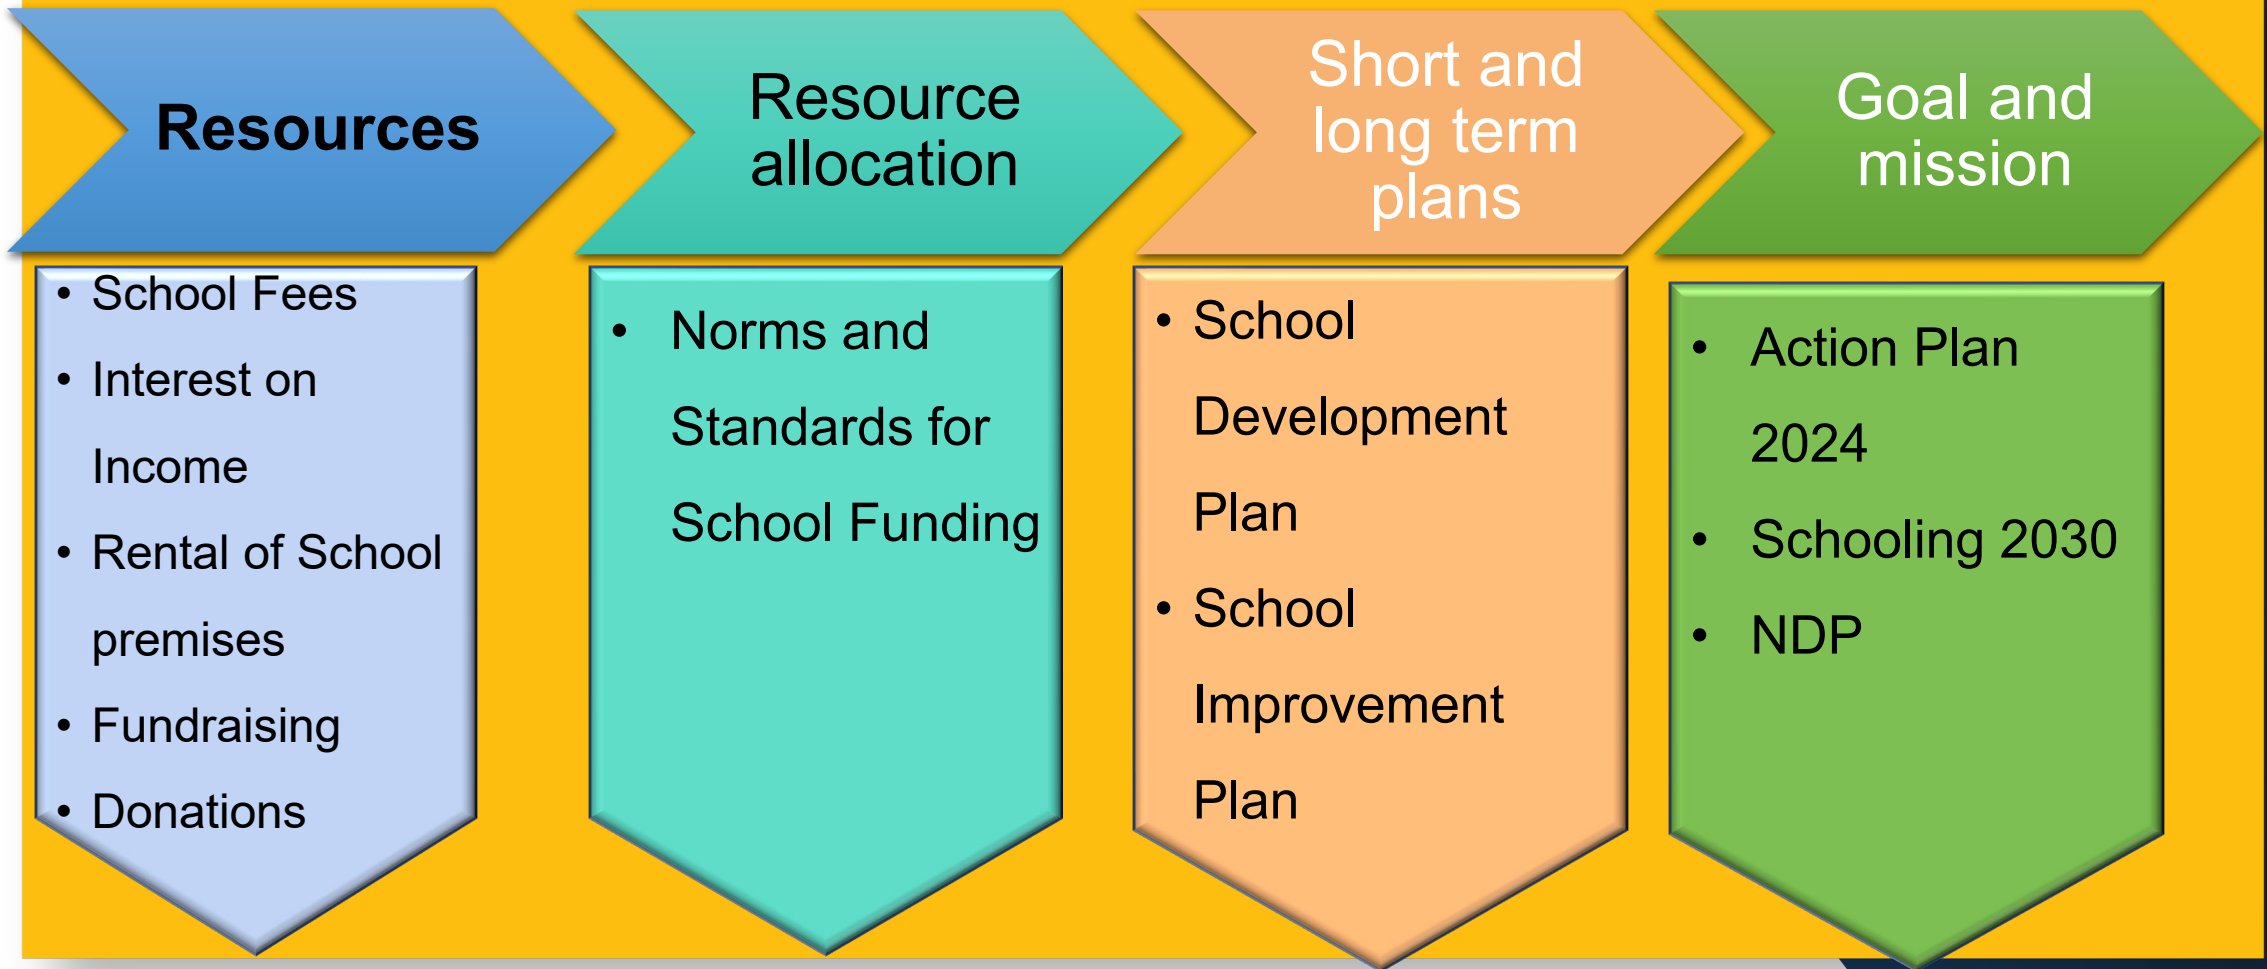 Resources
• School Fees
• Interest on
Income
• Rental of School
premises
• Fundraising
• Donations
Resource
allocation
• Norms and
Standards for
School Funding
Short and
long term
plans
• School
Development
Plan
• School
Improvement
Plan
Goal and
mission
• Action Plan
2024
• Schooling 2030
• NDP